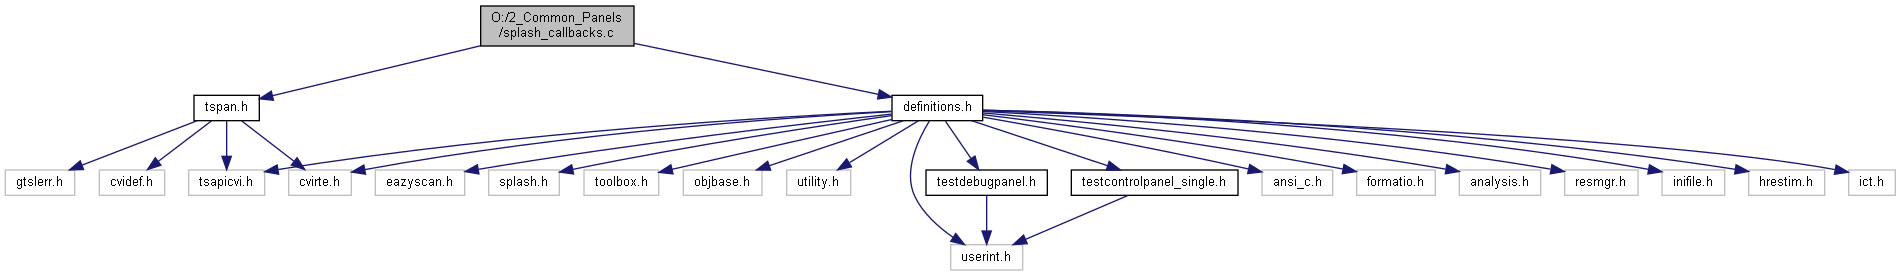 O:/2_Common_Panels
/splash_callbacks.c
tspan.h
definitions.h
gtslerr.h
cvidef.h
tsapicvi.h
cvirte.h
eazyscan.h
splash.h
toolbox.h
objbase.h
utility.h
testdebugpanel.h
testcontrolpanel_single.h
ansi_c.h
formatio.h
analysis.h
resmgr.h
inifile.h
hrestim.h
ict.h
userint.h